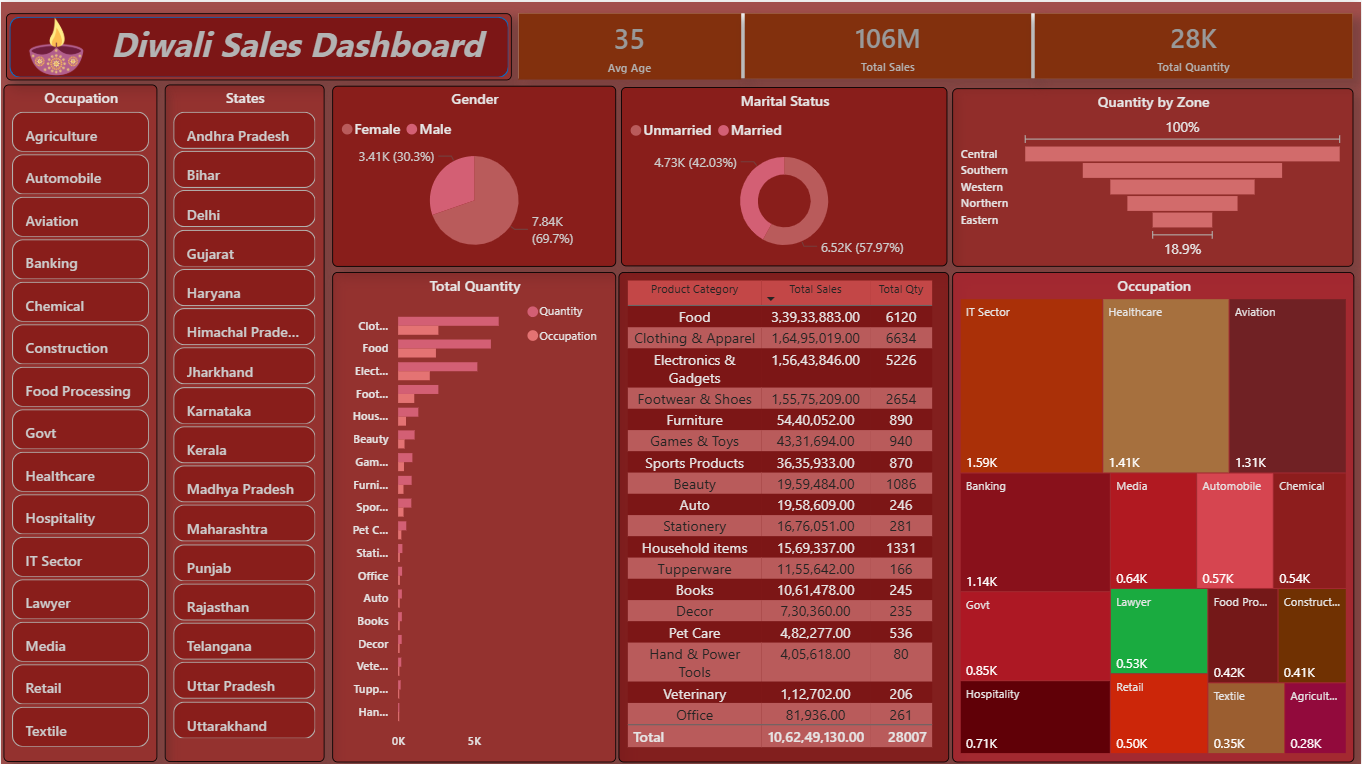 Diwali Sales Dashboard
35
Avg Age
106M
Total Sales
28K
Total Quantity
Occupation
Agriculture
Automobile
Aviation
Banking
Chemical
Construction
Food Processing
Govt
Healthcare
Hospitality
IT Sector
Lawyer
Media
Retail
Textile
States
Andhra Pradesh
Bihar
Delhi
Gujarat
Haryana
Himachal Prade...
Jharkhand
Karnataka
Kerala
Madhya Pradesh
Maharashtra
Punjab
Rajasthan
Telangana
Uttar Pradesh
Uttarakhand
Gender
Female Male
3.41K (30.3%)
7.84K
(69.7%)
Marital Status
Unmarried Married
4.73K (42.03%)
6.52K (57.97%)
Quantity by Zone
100%
Central
Southern
Western
Northern
Eastern
18.9%
Total Quantity
Quantity
Occupation
Clot...
Food
Elect...
Foot...
Hous...
Beauty
Gam...
Furni...
Spor...
Pet C...
Stati...
Office
Auto
Books
Decor
Vete...
Tupp...
Han...
0K 5K
Product Category Total Sales Total Qty
Food 3,39,33,883.00 6120
Clothing & Apparel 1,64,95,019.00 6634
Electronics & 1,56,43,846.00 5226
Gadgets
Footwear & Shoes 1,55,75,209.00 2654
Furniture 54,40,052.00 890
Games & Toys 43,31,694.00 940
Sports Products 36,35,933.00 870
Beauty 19,59,484.00 1086
Auto 19,58,609.00 246
Stationery 16,76,051.00 281
Household items 15,69,337.00 1331
Tupperware 11,55,642.00 166
Books 10,61,478.00 245
Decor 7,30,360.00 235
Pet Care 4,82,277.00 536
Hand & Power 4,05,618.00 80
Tools
Veterinary 1,12,702.00 206
Office 81,936.00 261
Total 10,62,49,130.00 28007
Occupation
IT Sector
1.59K
Healthcare
1.41K
Aviation
1.31K
Banking
1.14K
Media
0.64K
Automobile
0.57K
Chemical
0.54K
Govt
0.85K
Lawyer
0.53K
Food Pro...
0.42K
Construct...
0.41K
Hospitality
0.71K
Retail
0.50K
Textile
0.35K
Agricult...
0.28K